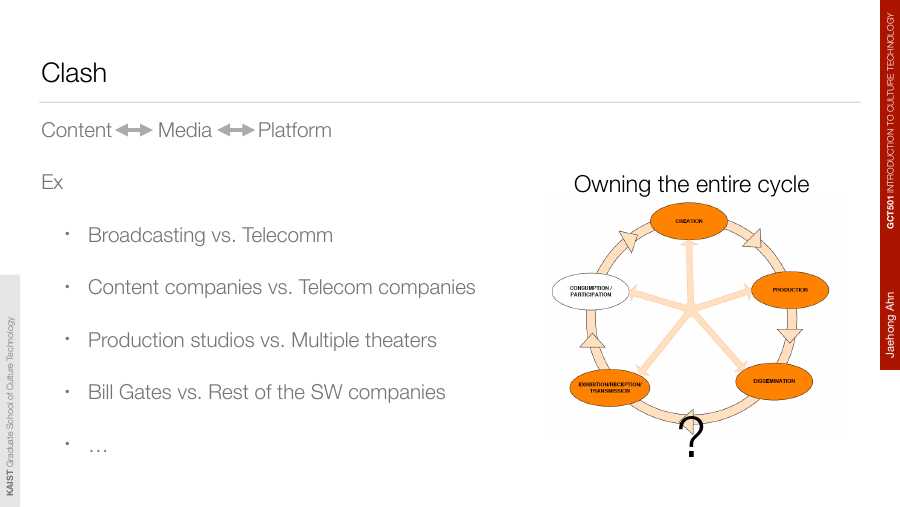 Clash
Content Media Platform
Ex
• Broadcasting vs. Telecomm
• Content companies vs. Telecom companies
• Production studios vs. Multiple theaters
• Bill Gates vs. Rest of the SW companies
• …
Owning the entire cycle
CREATION
PRODUCTION
DISSEMINATION
EXHIBITION/RECEPTION/
TRANSMISSION
CONSUMPTION /
PARTICIPATION
?
KAIST Graduate School of Culture Technology
GCT501 INTRODUCTION TO CULTURE TECHNOLOGY
Jaehong Ahn